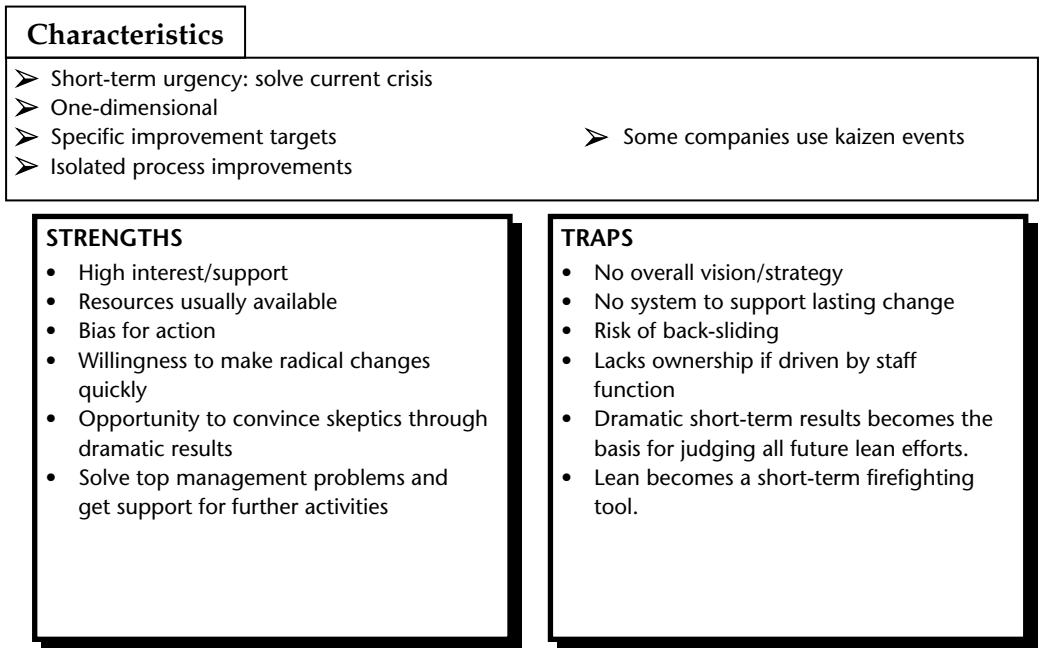 Characteristics
➢ Short-term urgency: solve current crisis
➢ One-dimensional
➢ Specific improvement targets
➢ Isolated process improvements
➢ Some companies use kaizen events
STRENGTHS
• High interest/support
• Resources usually available
• Bias for action
• Willingness to make radical changes
quickly
• Opportunity to convince skeptics through
dramatic results
• Solve top management problems and
get support for further activities
TRAPS
• No overall vision/strategy
• No system to support lasting change
• Risk of back-sliding
• Lacks ownership if driven by staff
function
• Dramatic short-term results becomes the
basis for judging all future lean efforts.
• Lean becomes a short-term firefighting
tool.